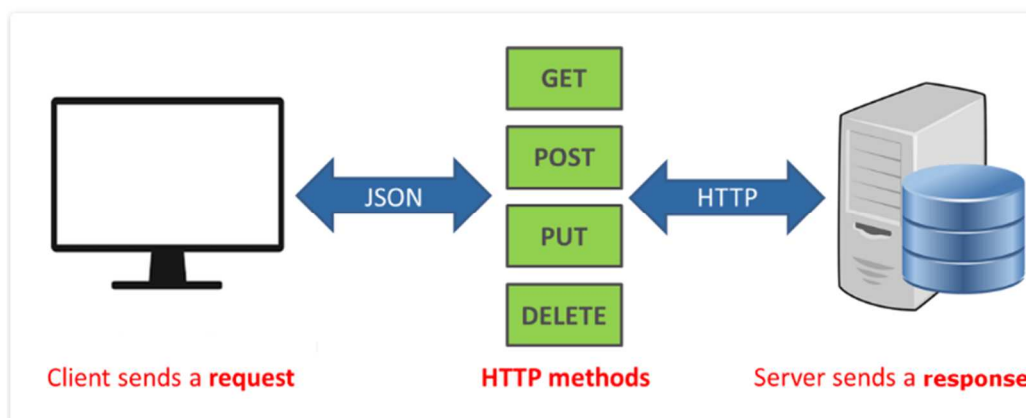 GET
POST
JSON
HTTP
PUT
DELETE
Client sends a request
HTTP methods
Server sends a response